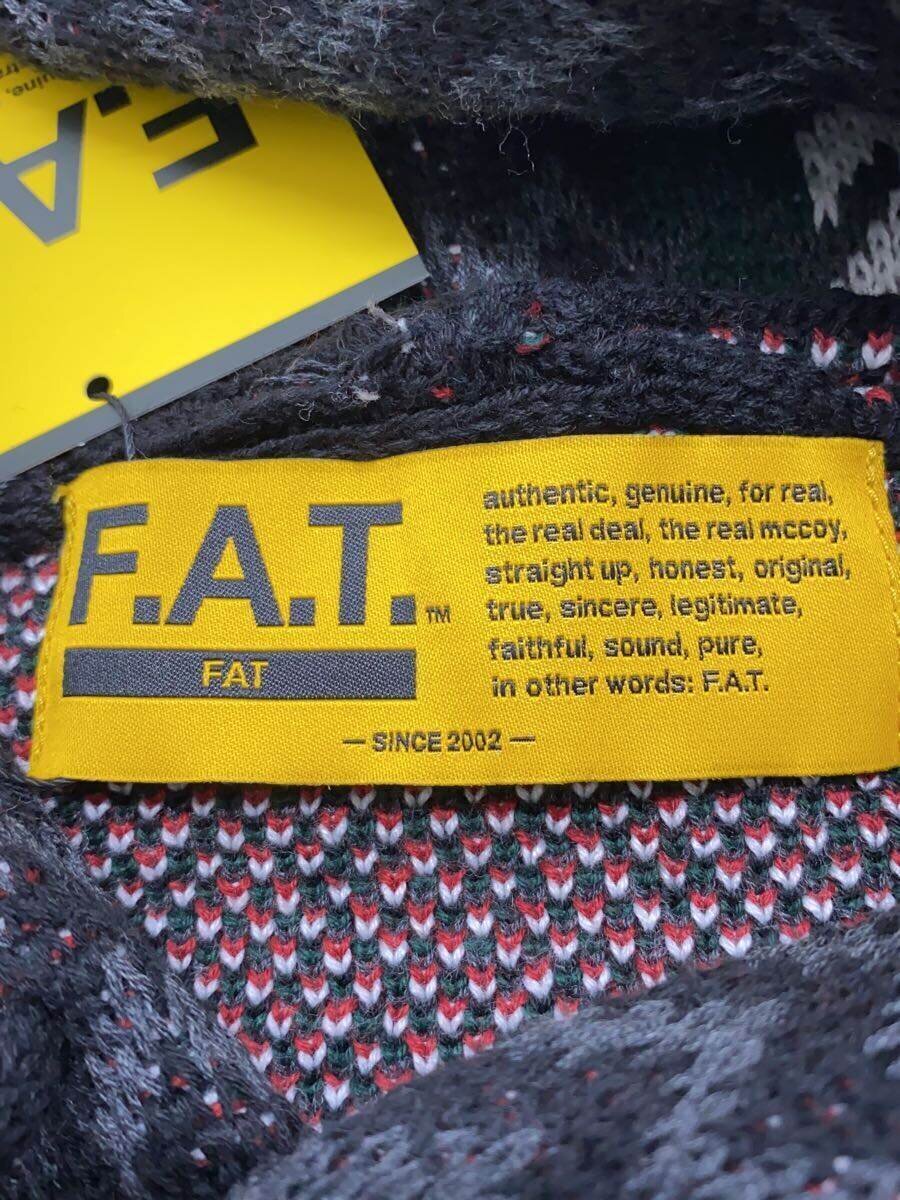 F.A.
F.A.T.™
FAT
authentic, genuine, for real,
the real deal, the real mccoy,
straight up, honest, original,
true, sincere, legitimate,
faithful, sound, pure,
in other words: F.A.T.
— SINCE 2002 —